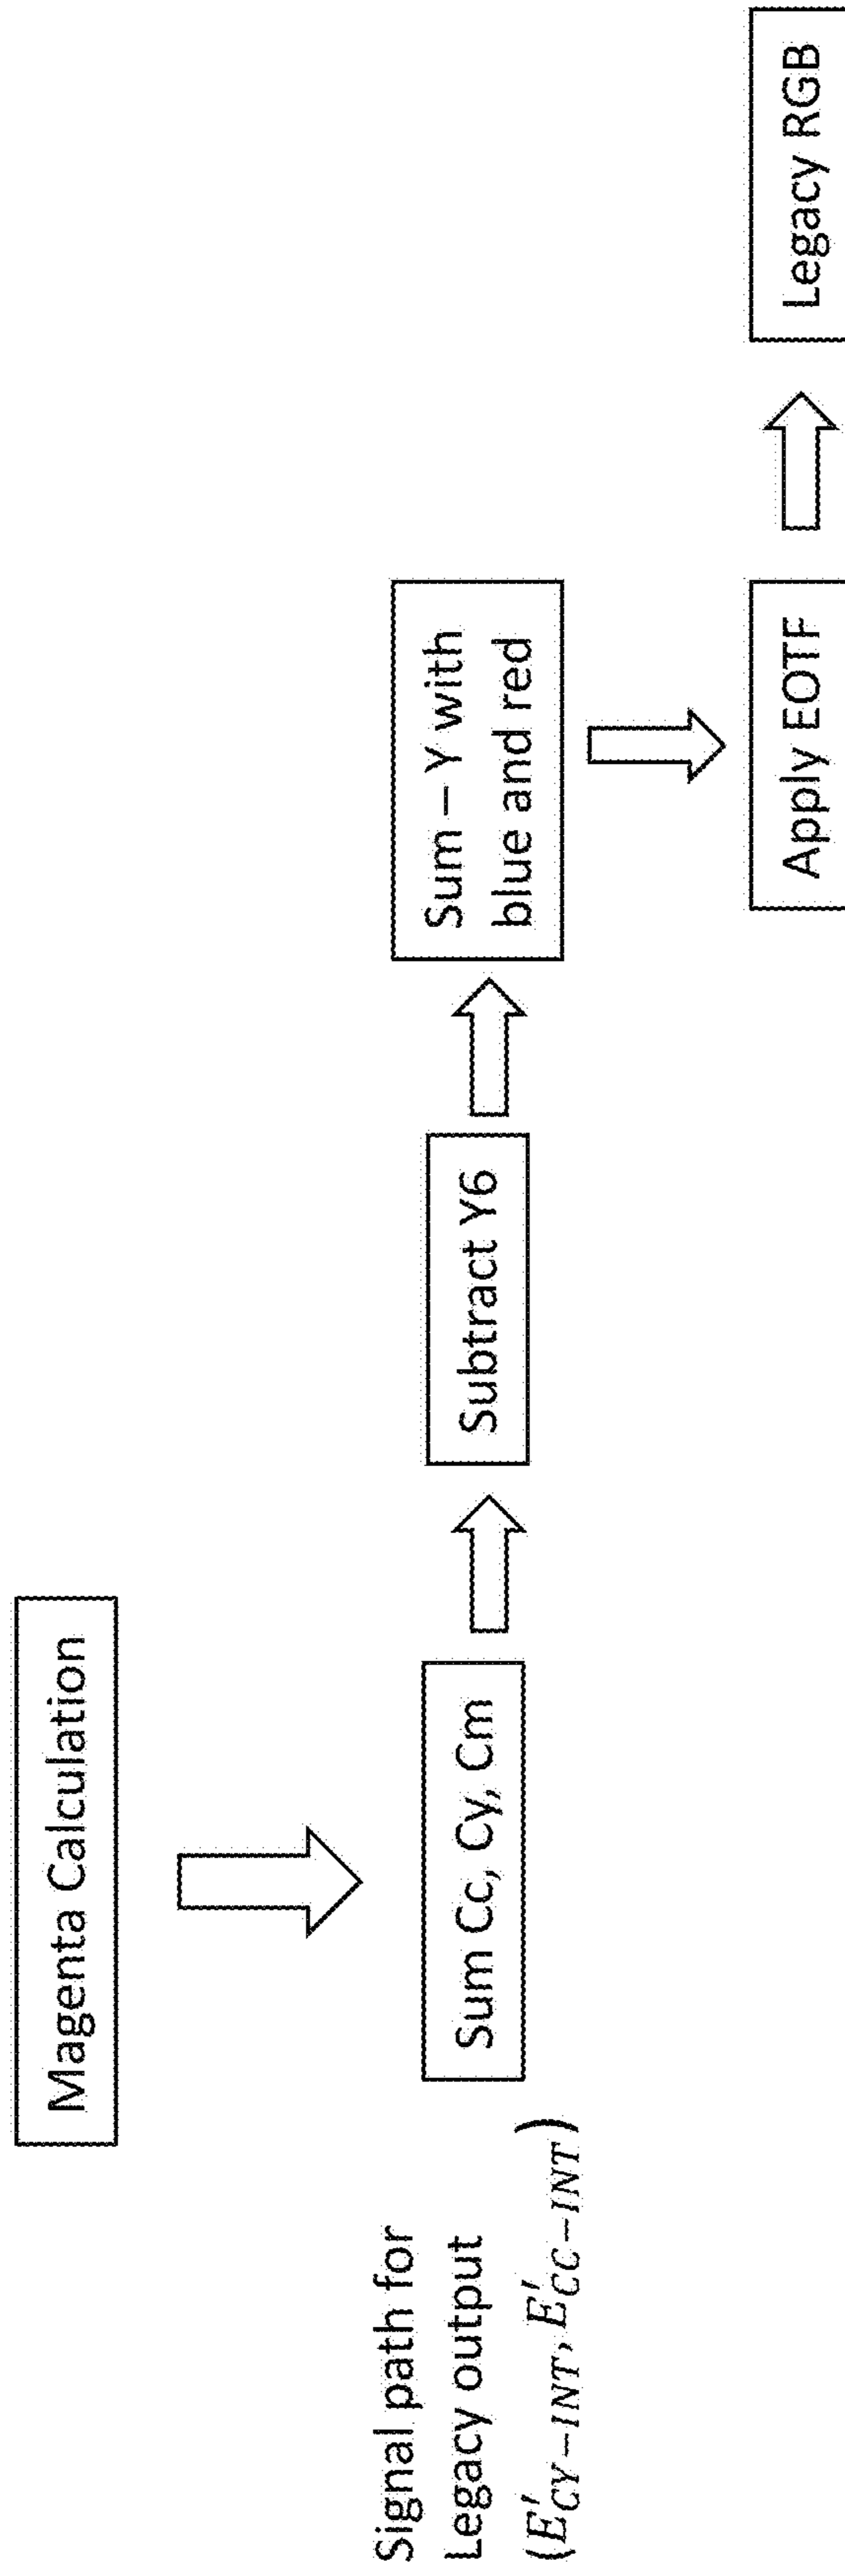 Magenta Calculation
Signal path for
Legacy output
(E′CY−INT, E′CC−INT)
Sum Cc, Cy, Cm
Subtract Y6
Sum – Y with
blue and red
Apply EOTF
Legacy RGB